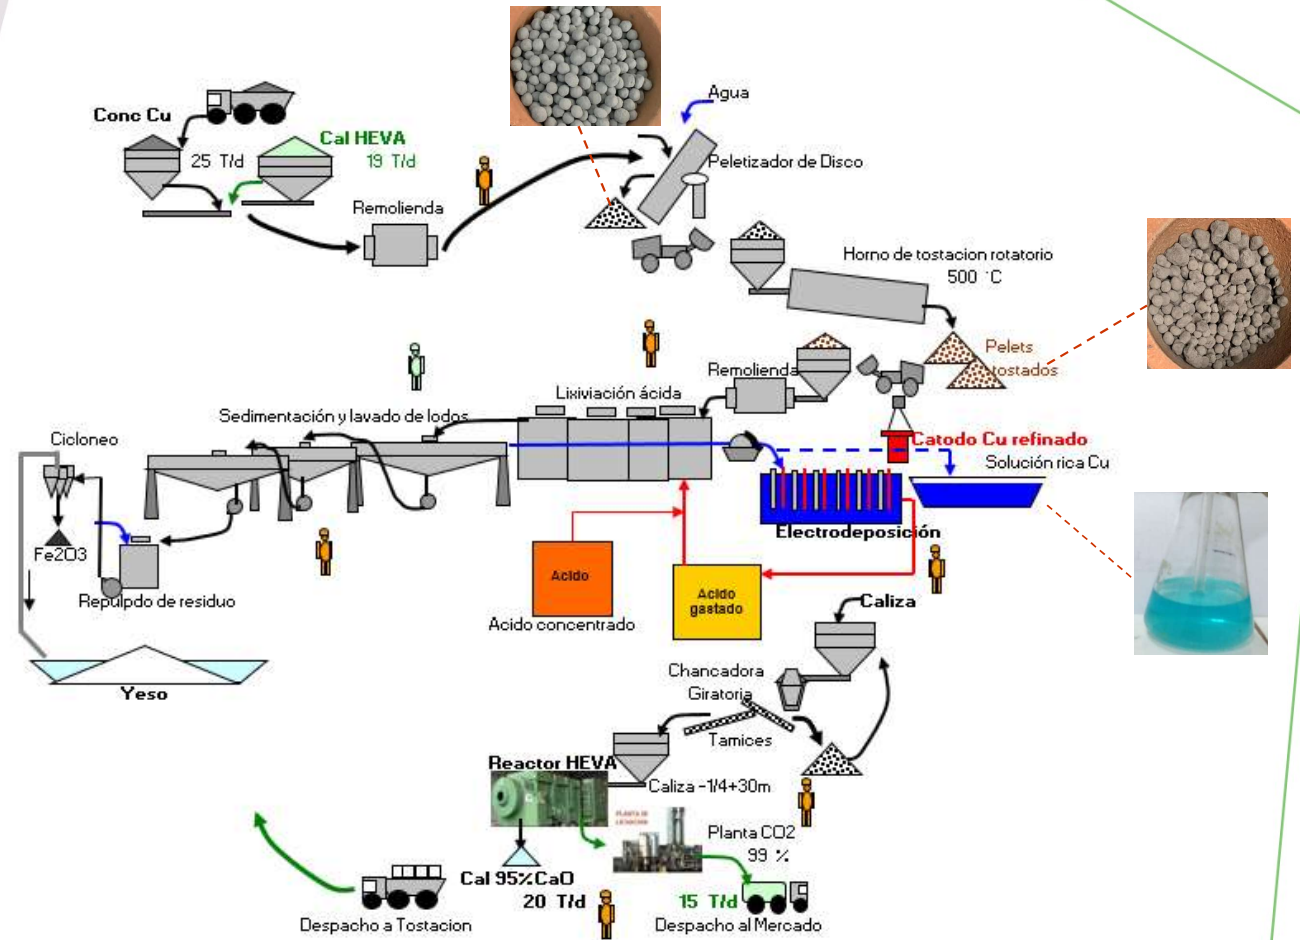 Agua
Conc Cu
Cal HEVA
25 T/d
19 T/d
Peletizador de Disco
Remolienda
Horno de tostacion rotatorio
500 °C
Pelets
tostados
Remolienda
Lixiviación ácida
Sedimentación y lavado de lodos
Cicloneo
Catodo Cu refinado
Solución rica Cu
Electrodeposición
Fe2O3
Acido
Acido
gastado
Repulpdo de residuo
Acido concentrado
Caliza
Chancadora
Giratoria
Yeso
Tamices
Reactor HEVA
Caliza -1/4+30m
PLANTA DE
Planta CO2
99 %
Cal 95%CaO
20 T/d
15 T/d
Despacho a Tostacion
Despacho al Mercado